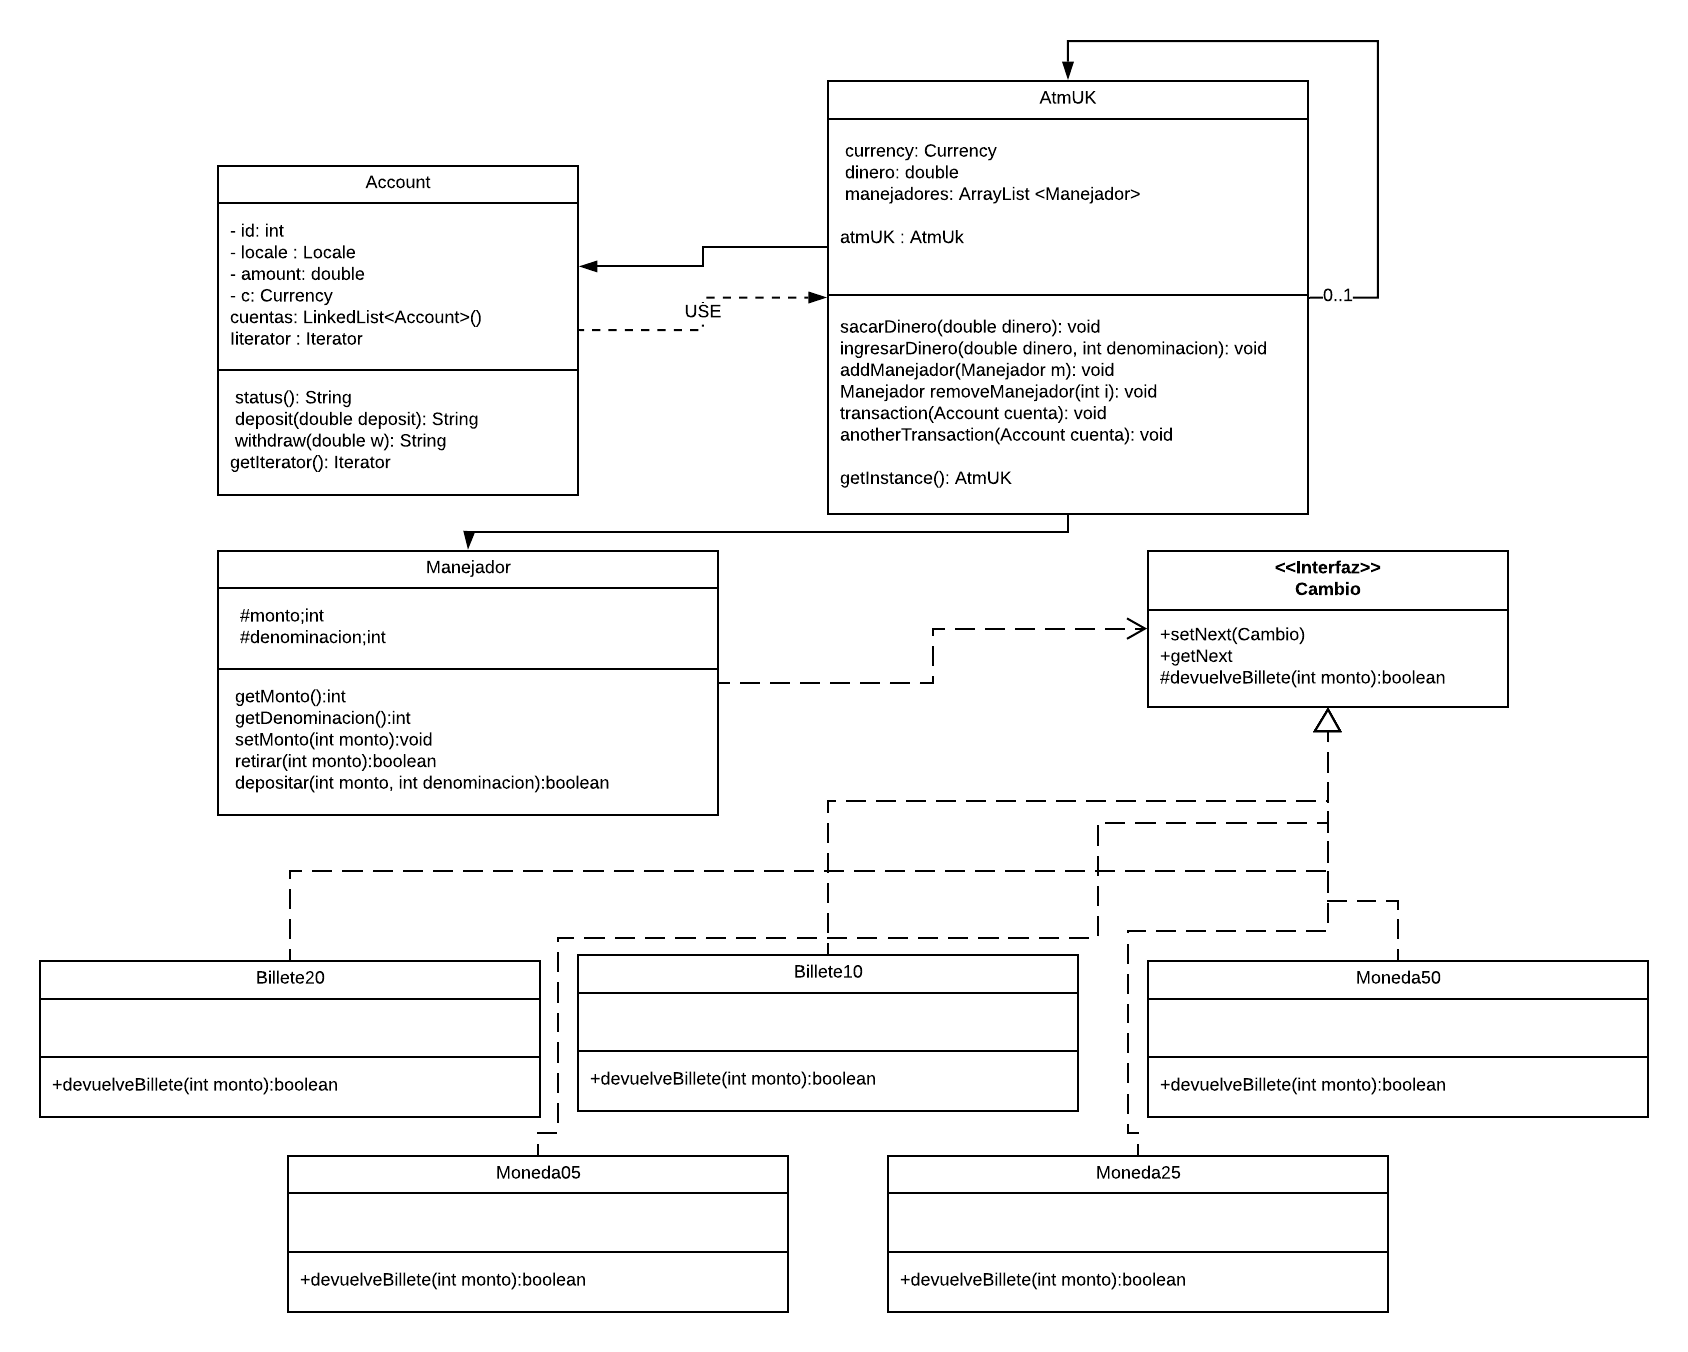 AtmUK
currency: Currency
dinero: double
manejadores: ArrayList <Manejador>
atmUK : AtmUk
0..1
sacarDinero(double dinero): void
ingresarDinero(double dinero, int denominacion): void
addManejador(Manejador m): void
Manejador removeManejador(int i): void
transaction(Account cuenta): void
anotherTransaction(Account cuenta): void
getInstance(): AtmUK
Account
- id: int
- locale : Locale
- amount: double
- c: Currency
cuentas: LinkedList<Account>()
Iiterator : Iterator
status(): String
deposit(double deposit): String
withdraw(double w): String
getIterator(): Iterator
USE
Manejador
#monto;int
#denominacion;int
getMonto():int
getDenominacion():int
setMonto(int monto):void
retirar(int monto):boolean
depositar(int monto, int denominacion):boolean
<<Interfaz>>
Cambio
+setNext(Cambio)
+getNext
#devuelveBillete(int monto):boolean
Billete20
+devuelveBillete(int monto):boolean
Billete10
+devuelveBillete(int monto):boolean
Moneda50
+devuelveBillete(int monto):boolean
Moneda05
+devuelveBillete(int monto):boolean
Moneda25
+devuelveBillete(int monto):boolean